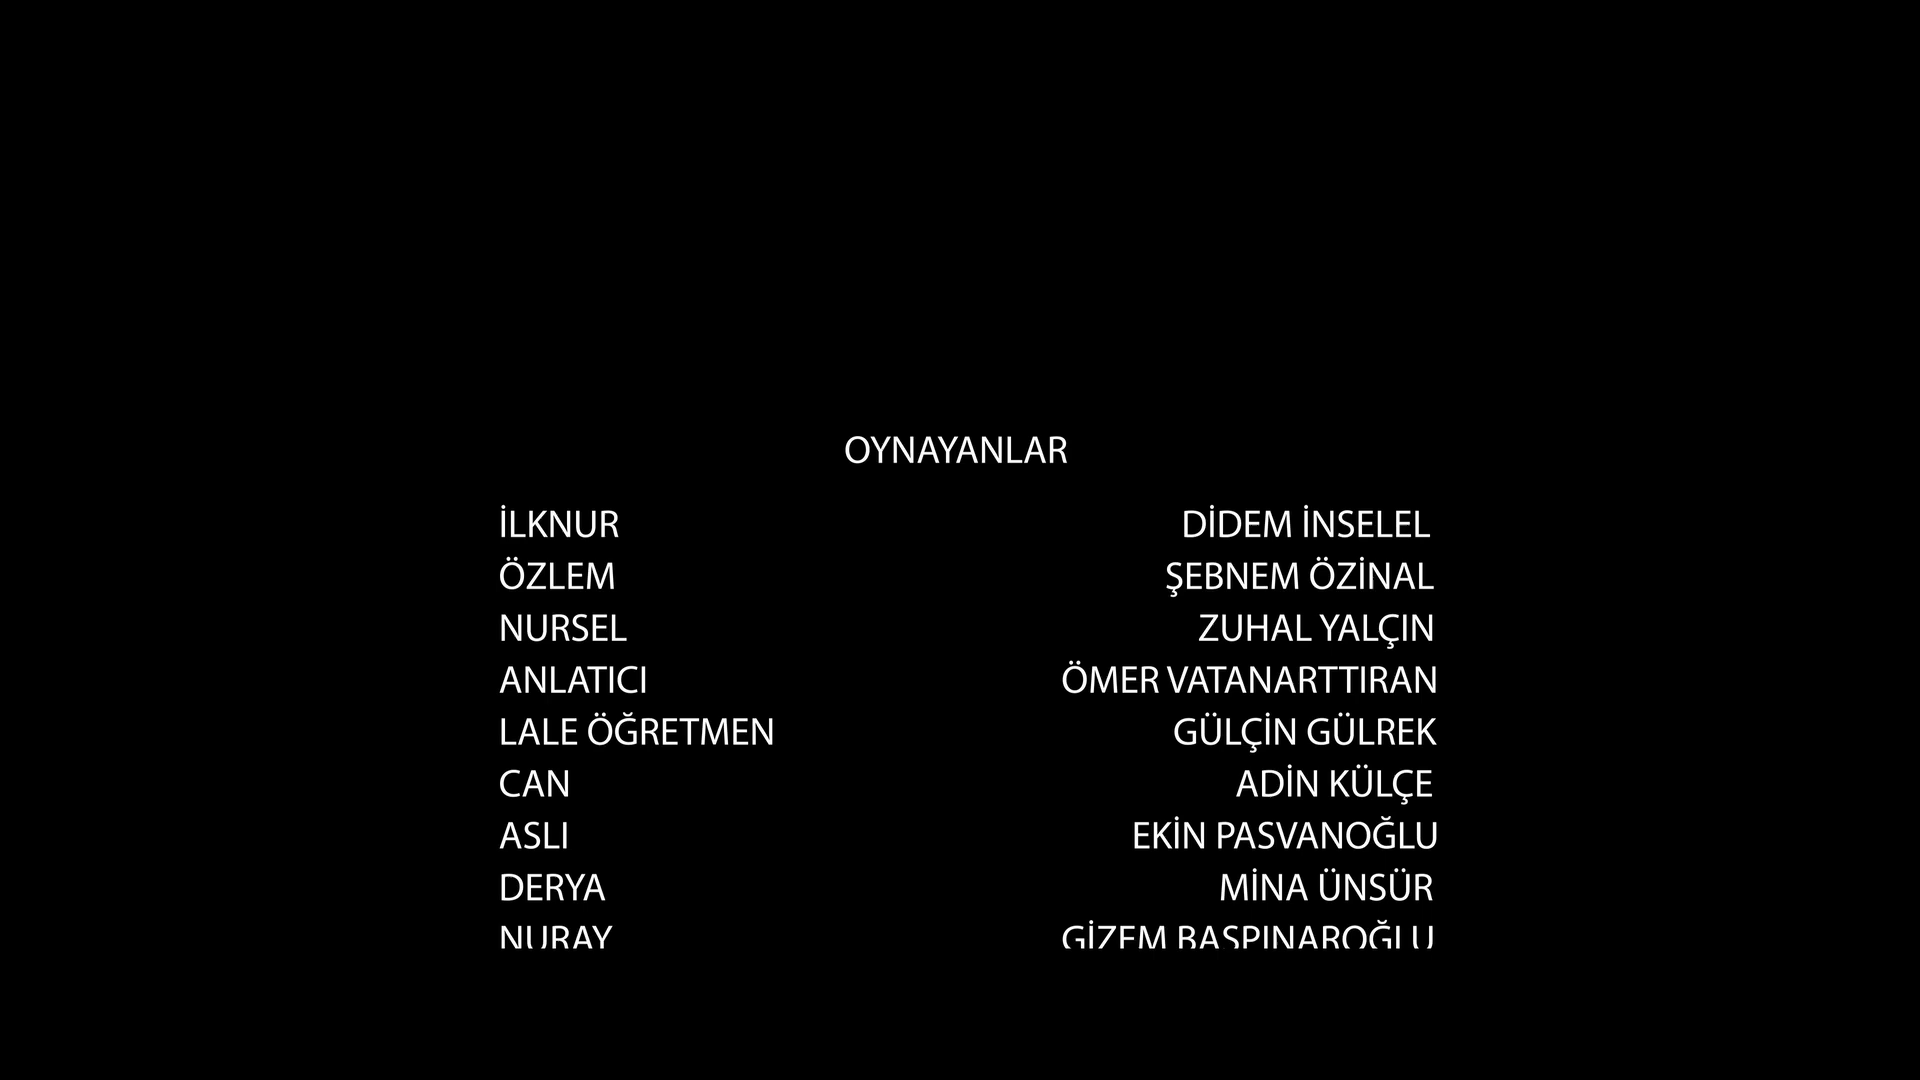 OYNAYANLAR
İLKNUR DİDEM İNSELEL
ÖZLEM ŞEBNEM ÖZİNAL
NURSEL ZUHAL YALÇIN
ANLATICI ÖMER VATANARTTIRAN
LALE ÖĞRETMEN GÜLÇİN GÜLREK
CAN ADİN KÜLÇE
ASLI EKİN PASVANOĞLU
DERYA MİNA ÜNSÜR
NURAY GİZEM